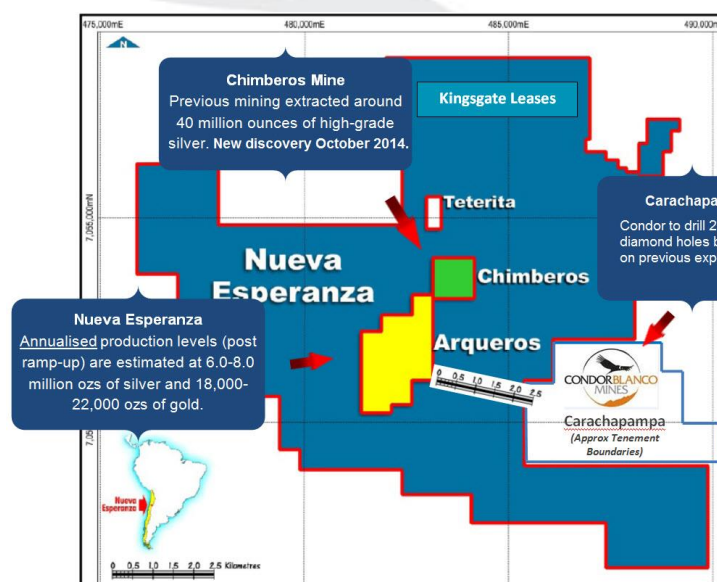 475,000mE 480,000mE 485,000mE 490,000m
N
Chimberos Mine
Previous mining extracted around
40 million ounces of high-grade
silver. New discovery October 2014.
Kingsgate Leases
Teterita
7,055,000mN
Carachapa
Condor to drill 2
diamond holes b
on previous exp
Nueva
Esperanza
Chimberos
Nueva Esperanza
Annualised production levels (post
ramp-up) are estimated at 6.0-8.0
million ozs of silver and 18,000-
22,000 ozs of gold.
Arqueros
0 0.5 1.0 1.5 2.0 2.5
CONDORBLANCO
MINES
Carachapampa
(Approx Tenement
Boundaries)
7,05
Nueva
Esperanza
0 0.5 1.0 1.5 2.0 2.5 Kilometres